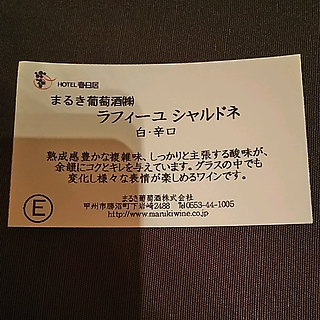 HOTEL春日居
まるき葡萄酒㈱
ラフィーユ シャルドネ
白・辛口
熟成感豊かな複雑味、しっかりと主張する酸味が、
余韻にコクとキレを与えています。グラスの中でも
変化し様々な表情が楽しめるワインです。
まるき葡萄酒株式会社
甲州市勝沼町下岩崎2488 Tel0553-44-1005
http://www.marukiwine.co.jp
E